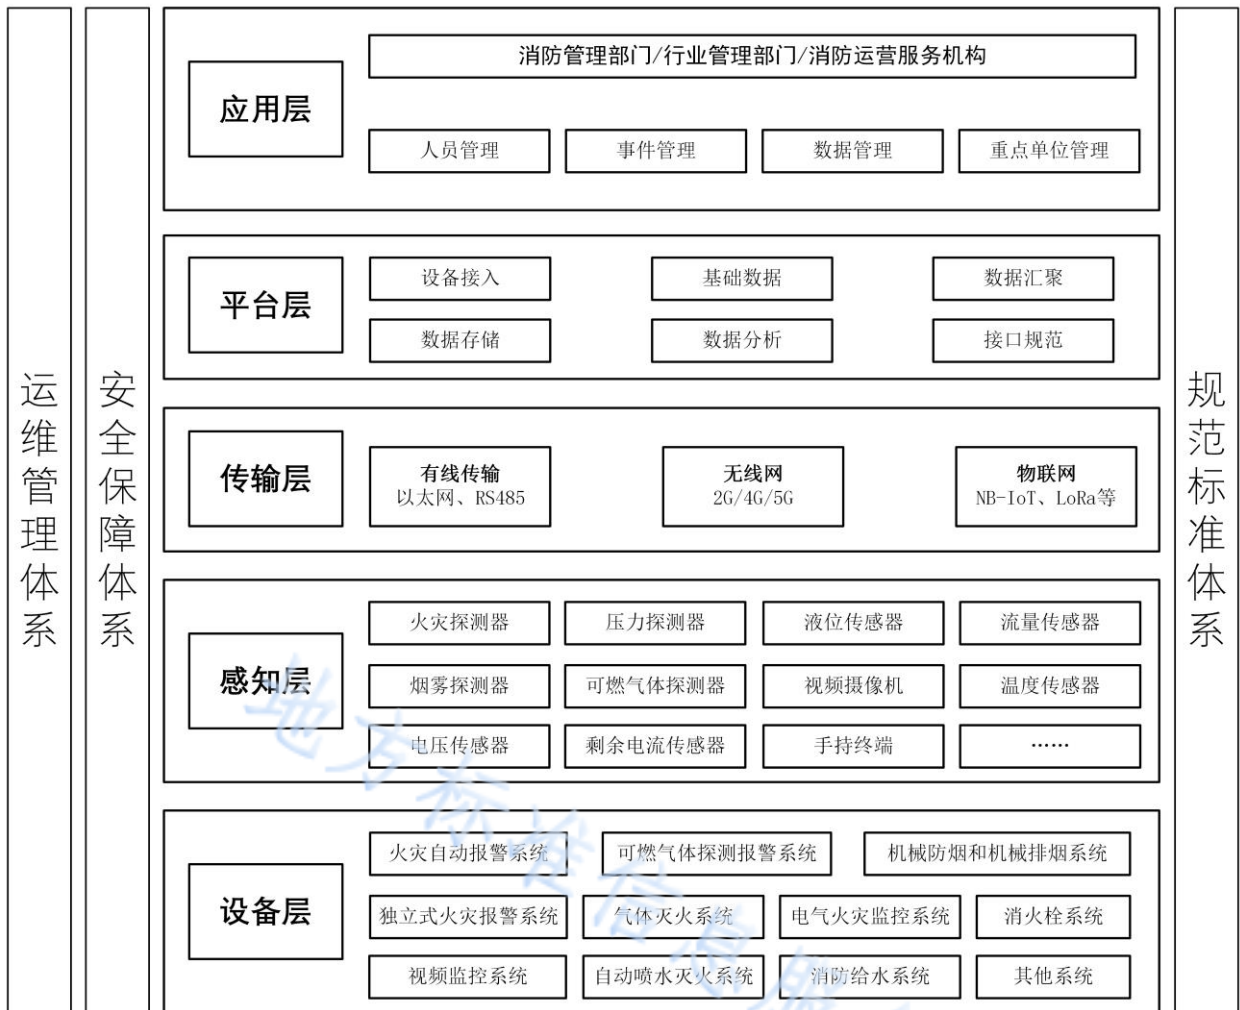 运维管理体系
安全保障体系
应用层
消防管理部门/行业管理部门/消防运营服务机构
人员管理
事件管理
数据管理
重点单位管理
平台层
设备接入
基础数据
数据汇聚
数据存储
数据分析
接口规范
传输层
有线传输
以太网、RS485
无线网
2G/4G/5G
物联网
NB-IoT、LoRa等
感知层
火灾探测器
压力探测器
液位传感器
流量传感器
烟雾探测器
可燃气体探测器
视频摄像机
温度传感器
电压传感器
剩余电流传感器
手持终端
……
设备层
火灾自动报警系统
可燃气体探测报警系统
机械防烟和机械排烟系统
独立式火灾报警系统
气体灭火系统
电气火灾监控系统
消火栓系统
视频监控系统
自动喷水灭火系统
消防给水系统
其他系统
规范标准体系
地方标准信息服